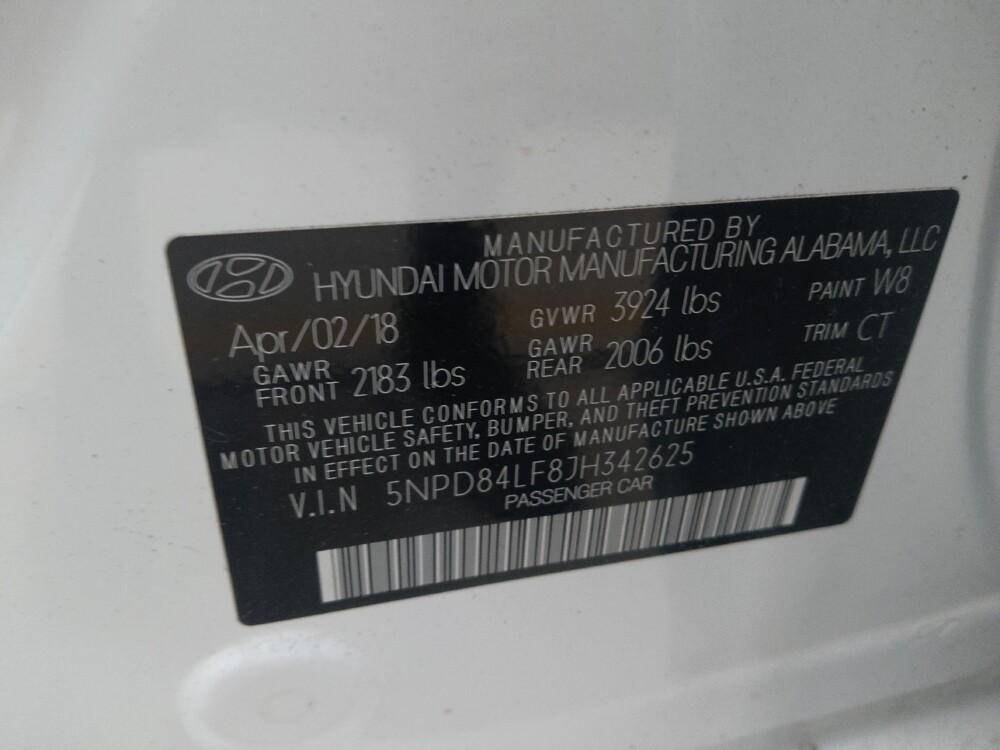 MANUFACTURED BY
HYUNDAI MOTOR MANUFACTURING ALABAMA, LLC
Apr/02/18 GVWR 3924 lbs PAINT W8
GAWR FRONT 2183 lbs GAWR REAR 2006 lbs TRIM CT
THIS VEHICLE CONFORMS TO ALL APPLICABLE U.S.A. FEDERAL
MOTOR VEHICLE SAFETY, BUMPER, AND THEFT PREVENTION STANDARDS
IN EFFECT ON THE DATE OF MANUFACTURE SHOWN ABOVE
V.I.N 5NPD84LF8JH342625
PASSENGER CAR